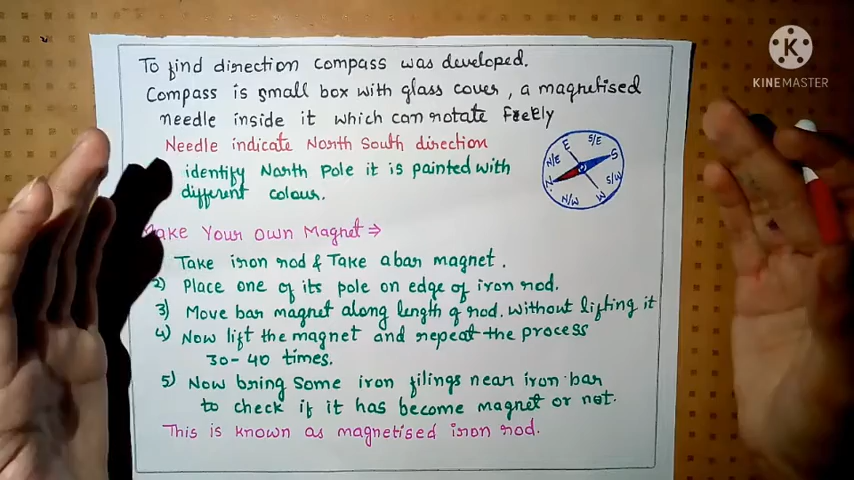 To find direction compass was developed.
Compass is small box with glass cover, a magnetised
needle inside it which can rotate freely
Needle indicate North South direction
identify North pole it is painted with
different colour.
N/E E S/E S S/W W N/W N
Make Your own Magnet ⇒
Take iron rod & Take a bar magnet.
2) Place one of its pole on edge of iron rod.
3) Move bar magnet along length of rod. without lifting it
4) Now lift the magnet and repeat the process
30-40 times.
5) Now bring some iron filings near iron bar
to check if it has become magnet or not.
This is known as magnetised iron rod.
K
KINEMASTER